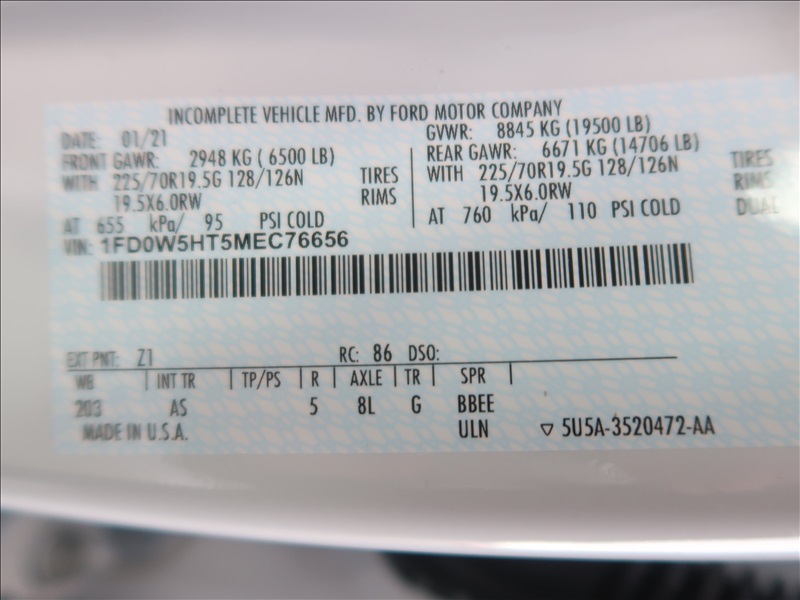 INCOMPLETE VEHICLE MFD. BY FORD MOTOR COMPANY
DATE: 01/21 GVWR: 8845 KG (19500 LB)
FRONT GAWR: 2948 KG ( 6500 LB) REAR GAWR: 6671 KG (14706 LB)
WITH 225/70R19.5G 128/126N TIRES WITH 225/70R19.5G 128/126N TIRES
19.5X6.0RW RIMS 19.5X6.0RW RIMS
AT 655 kPa/ 95 PSI COLD AT 760 kPa/ 110 PSI COLD DUAL
VIN: 1FD0W5HT5MEC76656
EXT PNT: Z1 RC: 86 DSO:
WB | INT TR | TP/PS | R | AXLE | TR | SPR |
203 AS 5 8L G BBEE
MADE IN U.S.A. ULN ▽ 5U5A-3520472-AA